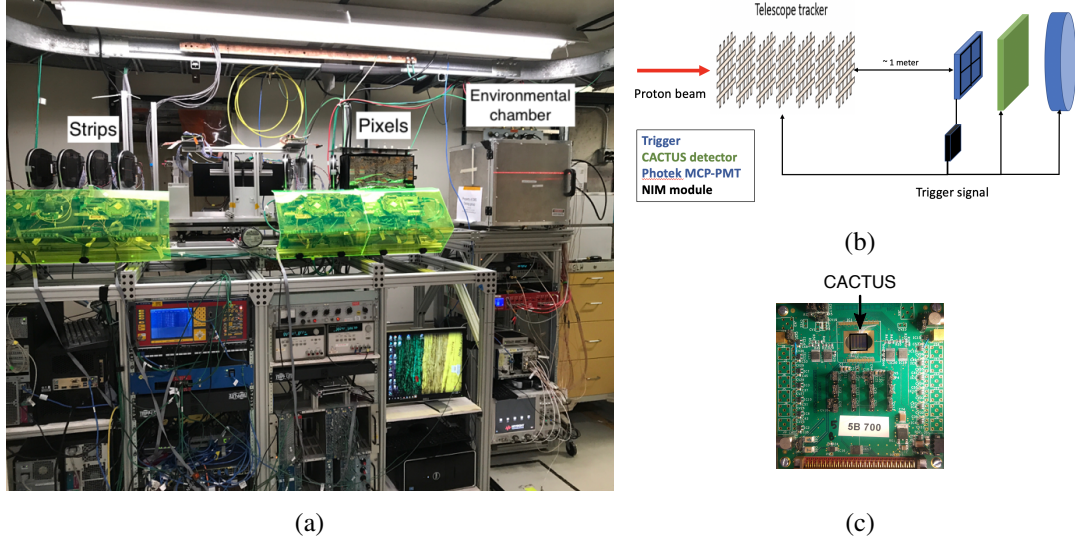 Strips
Pixels
Environmental
chamber
(a)
Telescope tracker
~ 1 meter
Proton beam
Trigger
CACTUS detector
Photek MCP-PMT
NIM module
Trigger signal
(b)
CACTUS
5B 700
(c)